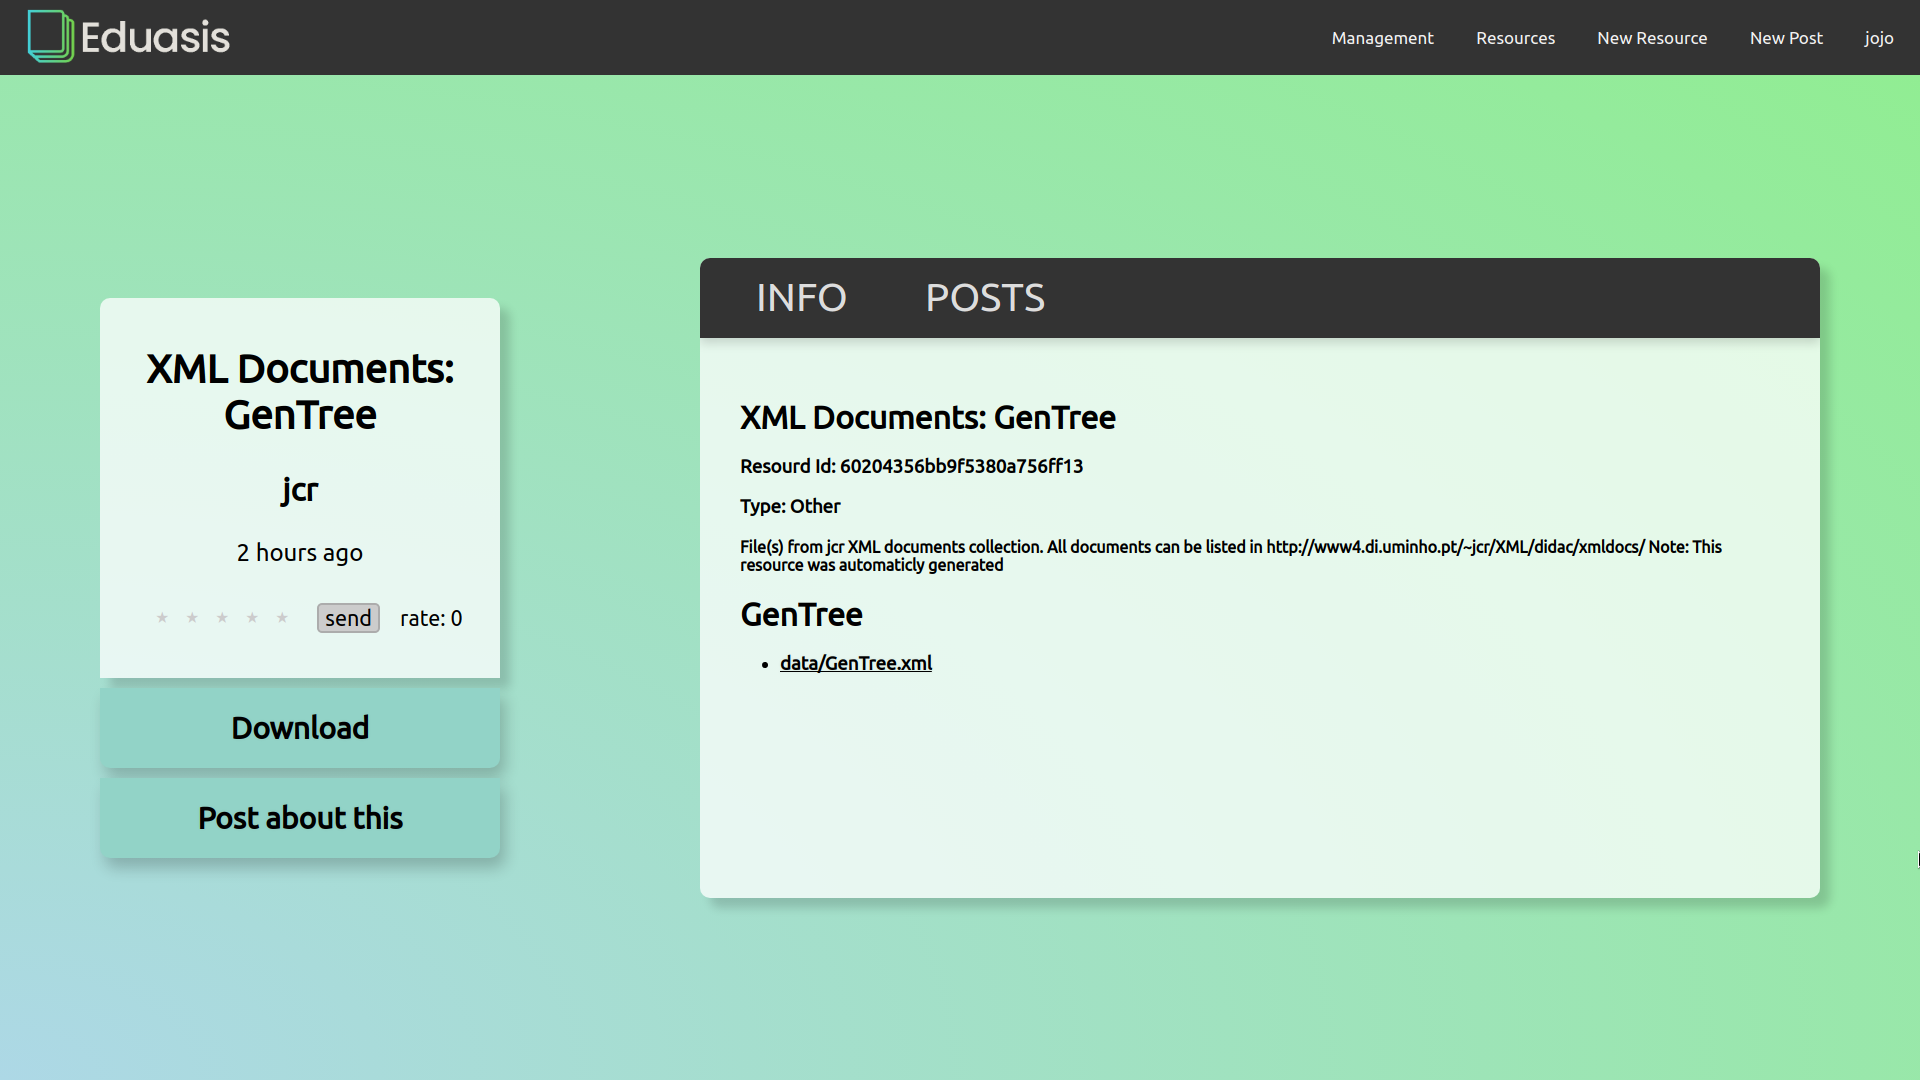 Eduasis
Management Resources New Resource New Post jojo
XML Documents:
GenTree
jcr
2 hours ago
send rate: 0
Download
Post about this
INFO POSTS
XML Documents: GenTree
Resourd Id: 60204356bb9f5380a756ff13
Type: Other
File(s) from jcr XML documents collection. All documents can be listed in http://www4.di.uminho.pt/~jcr/XML/didac/xmldocs/ Note: This
resource was automaticly generated
GenTree
data/GenTree.xml